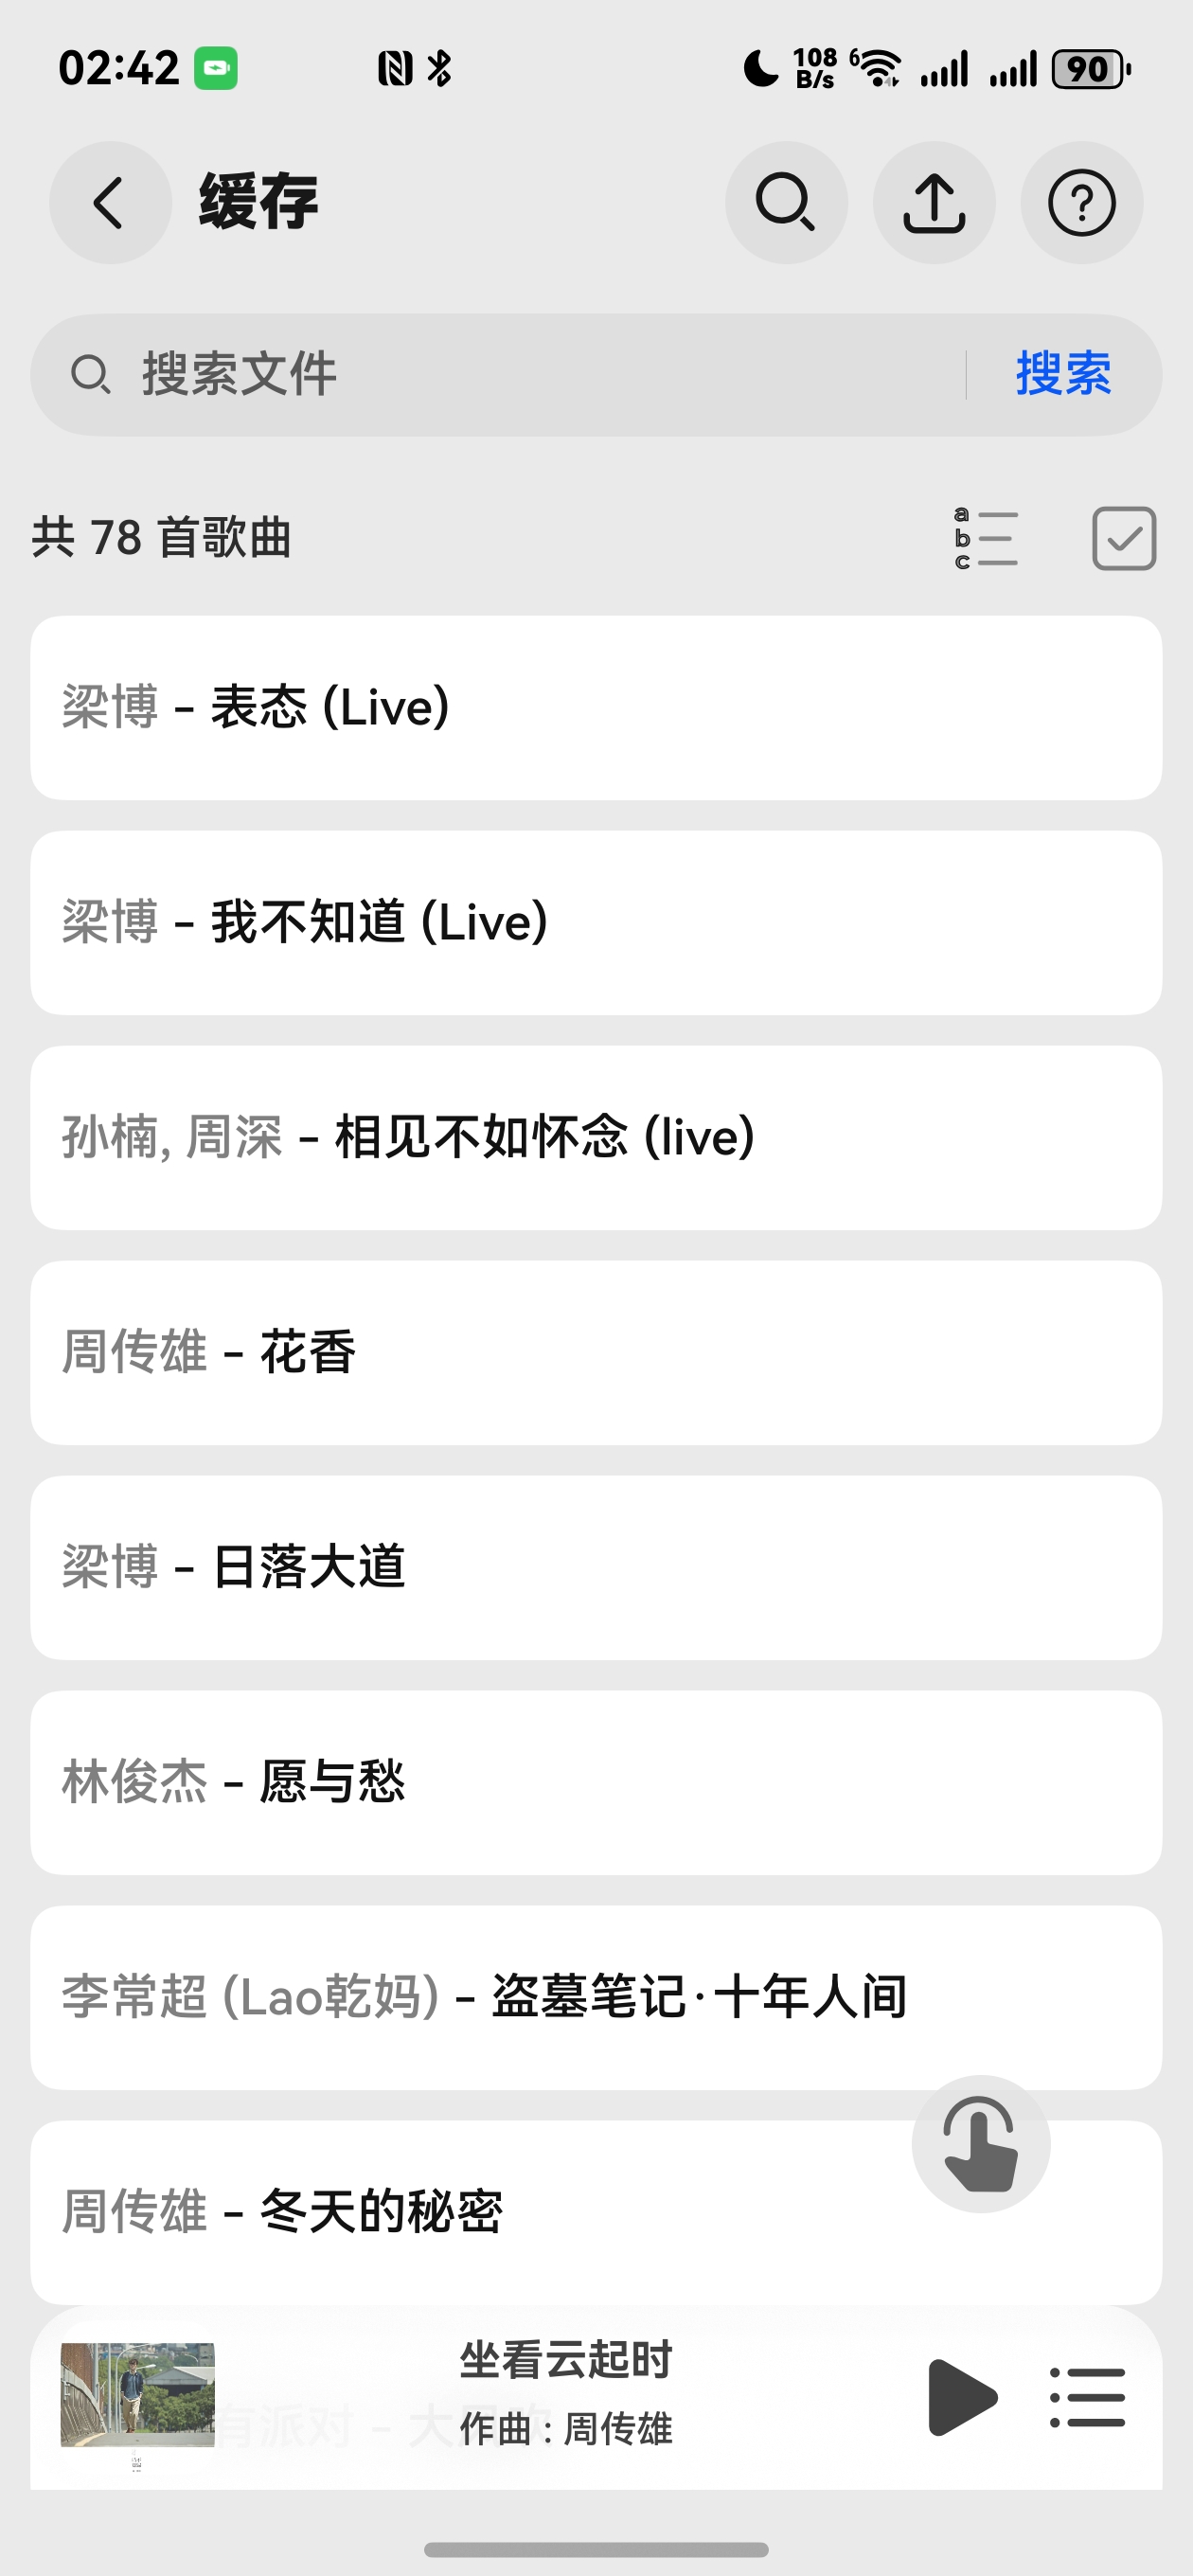 02:42
108 B/s
6
90
缓存
搜索文件
搜索
共 78 首歌曲
a
b
c
梁博 - 表态 (Live)
梁博 - 我不知道 (Live)
孙楠, 周深 - 相见不如怀念 (live)
周传雄 - 花香
梁博 - 日落大道
林俊杰 - 愿与愁
李常超 (Lao乾妈) - 盗墓笔记·十年人间
周传雄 - 冬天的秘密
坐看云起时
有派对 - 大
作曲 : 周传雄